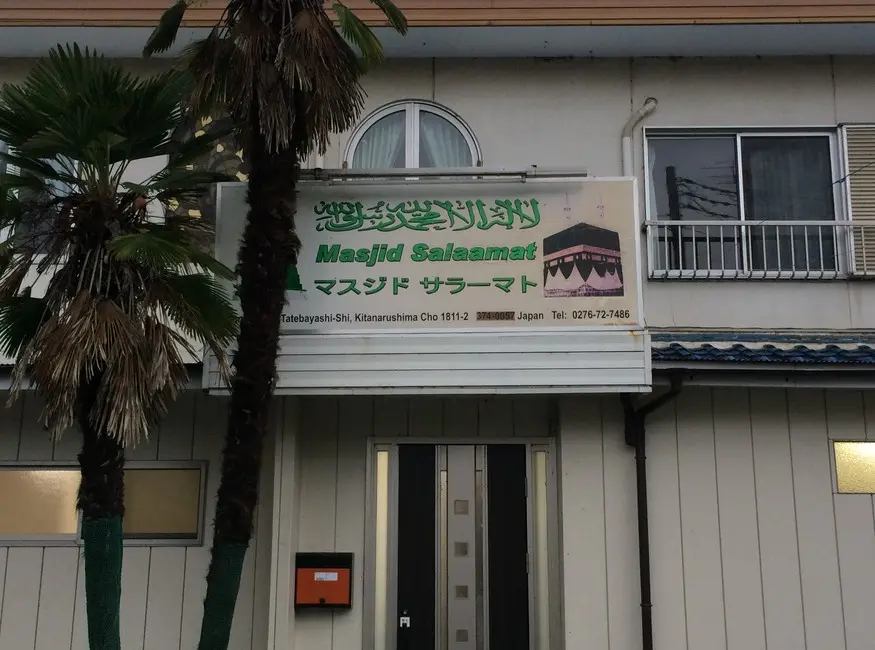 لا إله إلا الله محمد رسول الله
Masjid Salaamat
マスジド サラーマト
Tatebayashi-Shi, Kitanarushima Cho 1811-2 374-0057 Japan Tel: 0276-72-7486